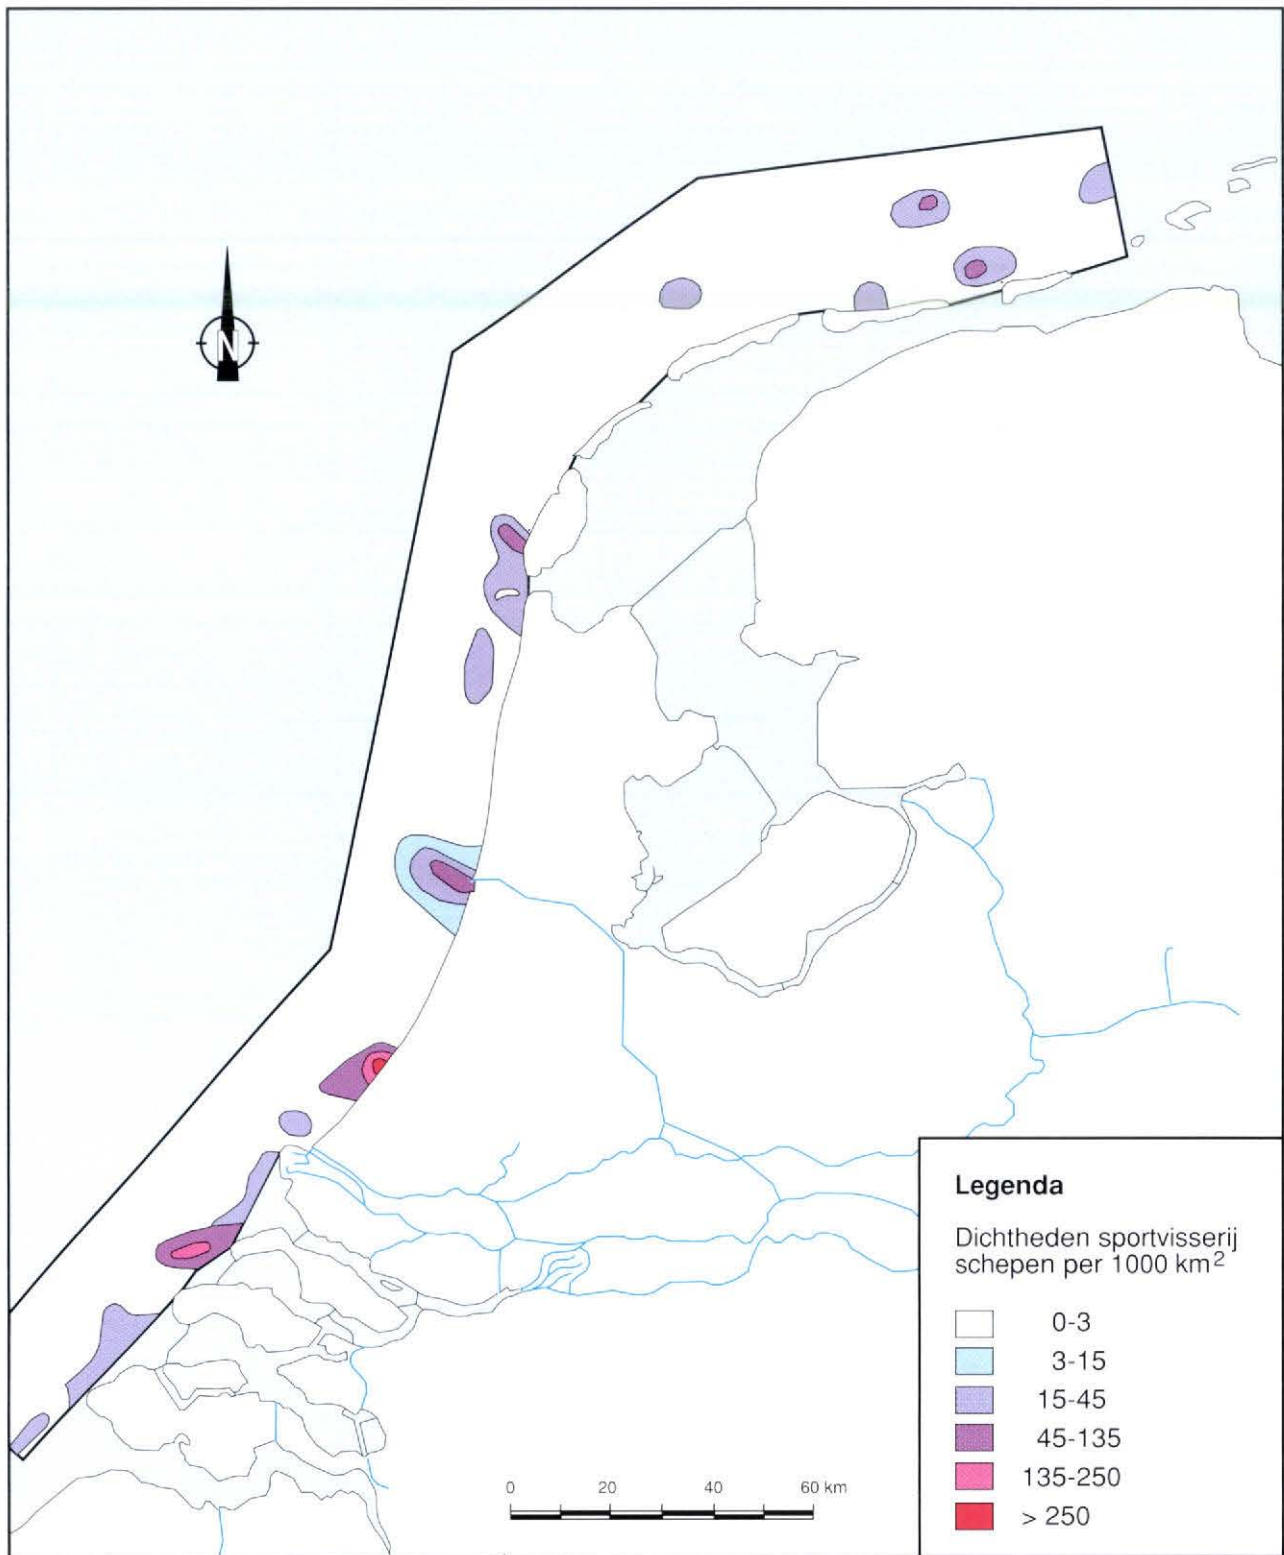 N
Legenda
Dichtheden sportvisserij
schepen per 1000 km²
0-3
3-15
15-45
45-135
135-250
> 250
0 20 40 60 km